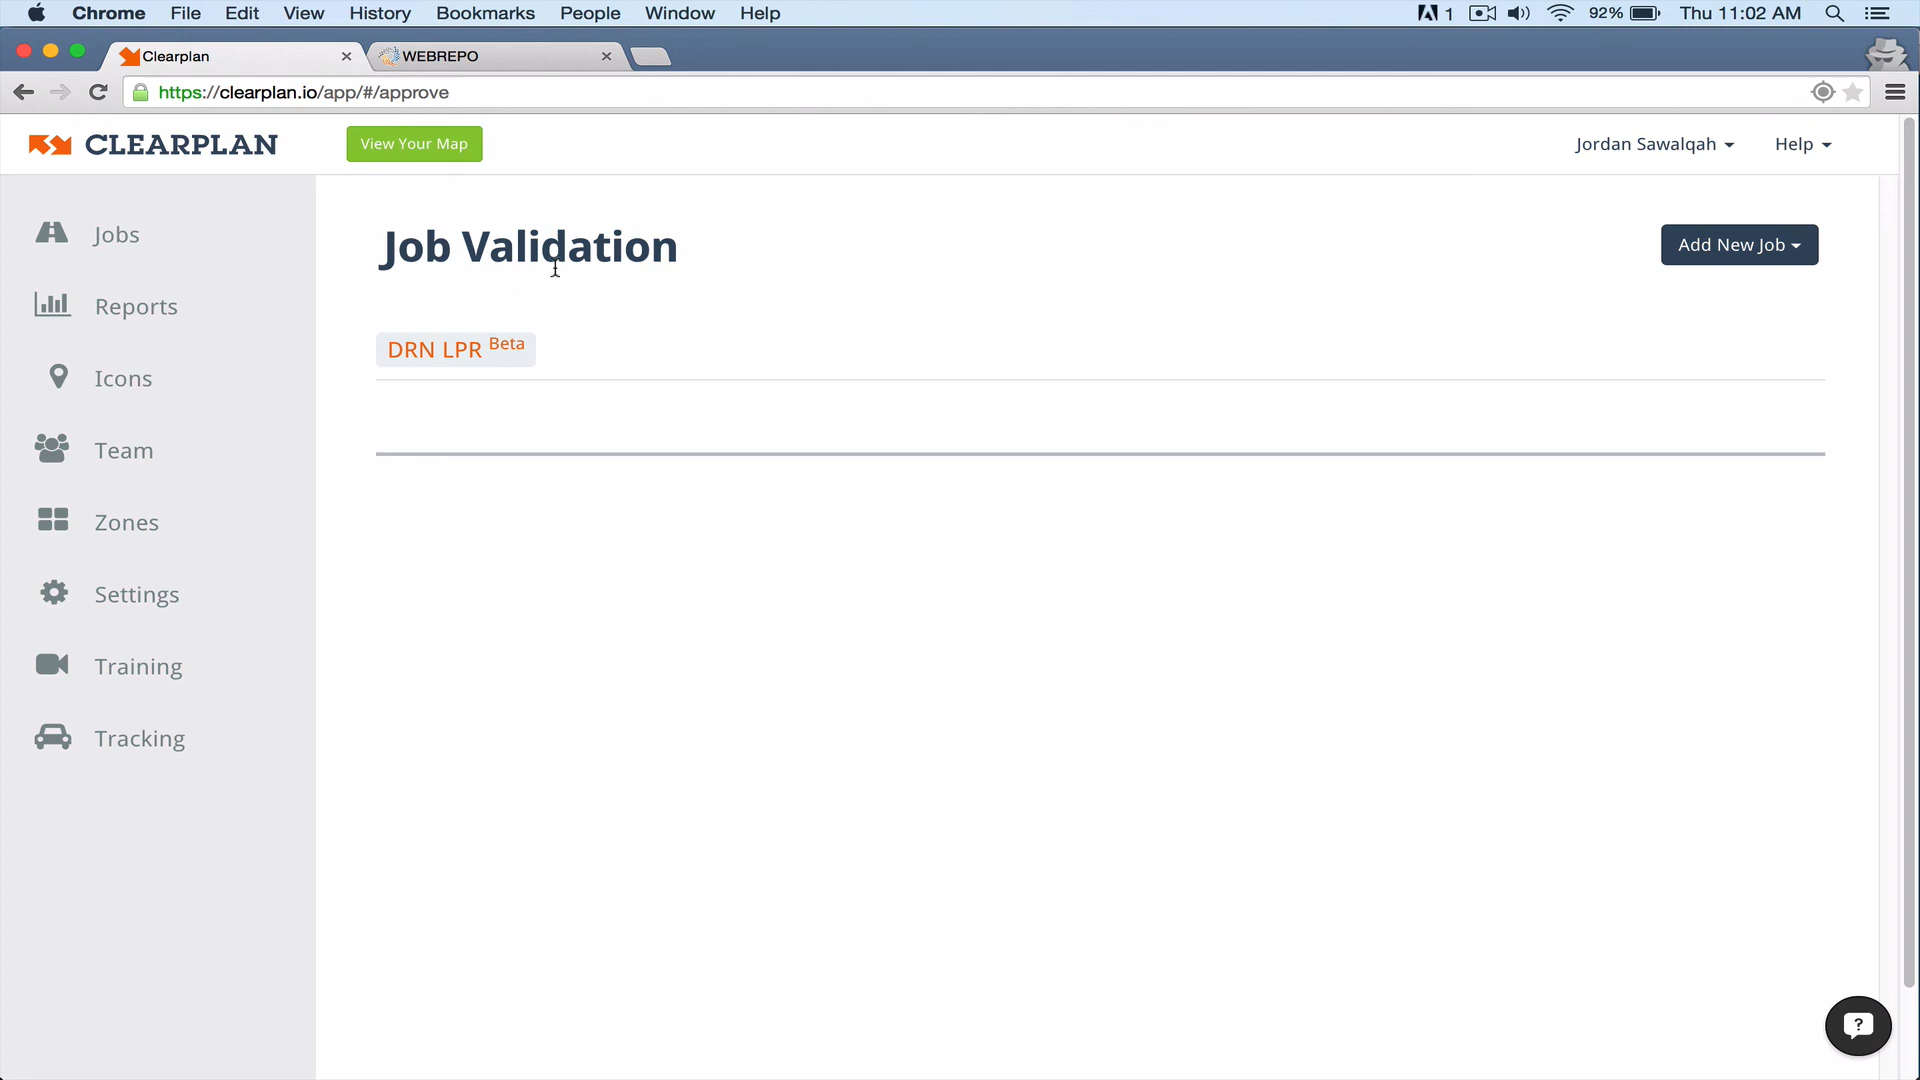 Chrome File Edit View History Bookmarks People Window Help 1 92% Thu 11:02 AM
Clearplan WEBREPO
https://clearplan.io/app/#/approve
CLEARPLAN View Your Map Jordan Sawalqah Help
Jobs
Reports
Icons
Team
Zones
Settings
Training
Tracking
Job Validation Add New Job
DRN LPR Beta
?